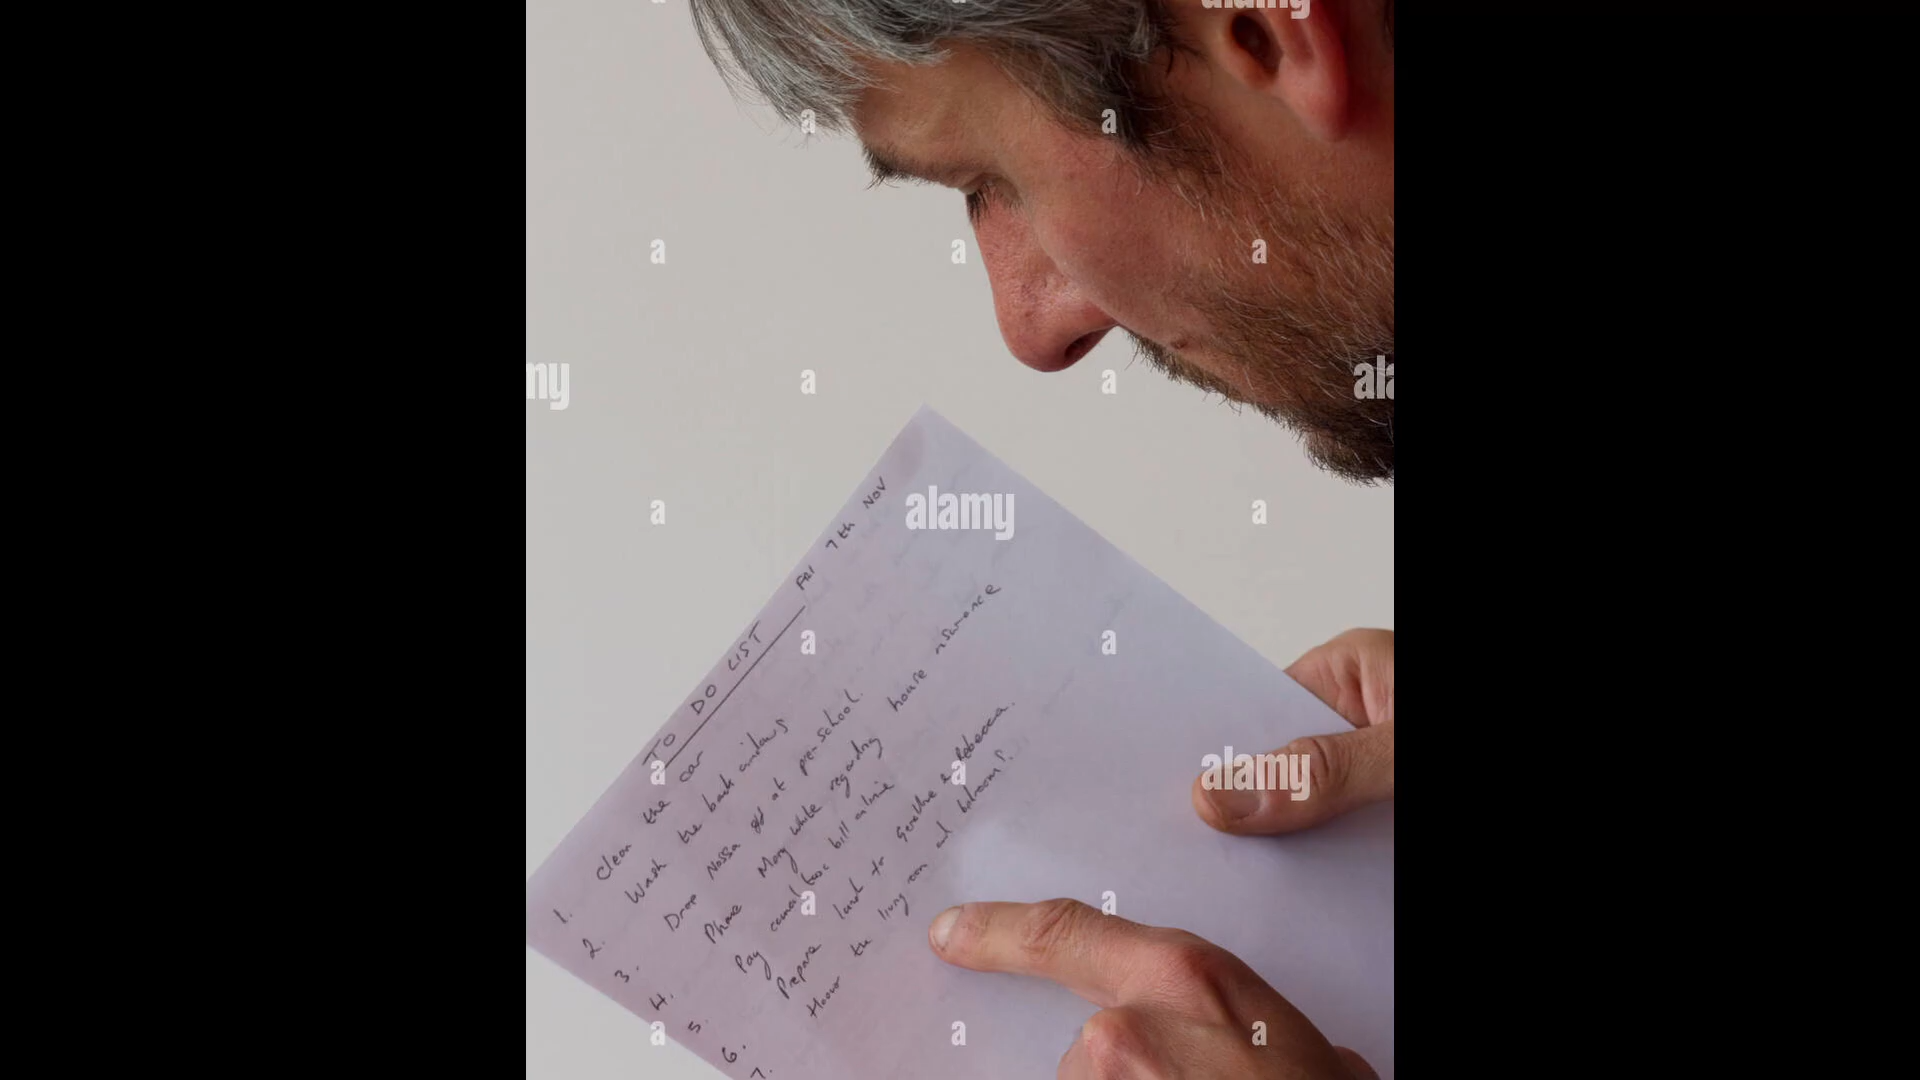 TO DO LIST FRI 7th NOV
1. Clean the car
2. Wash the back windows
3. Drop Nossa off at pre-school.
4. Phone Mary white regarding house insurance
5. Pay council tax bill online
6. Prepare lunch for & Rebecca.
7. Hoover the living room and bedrooms.
alamy
alamy